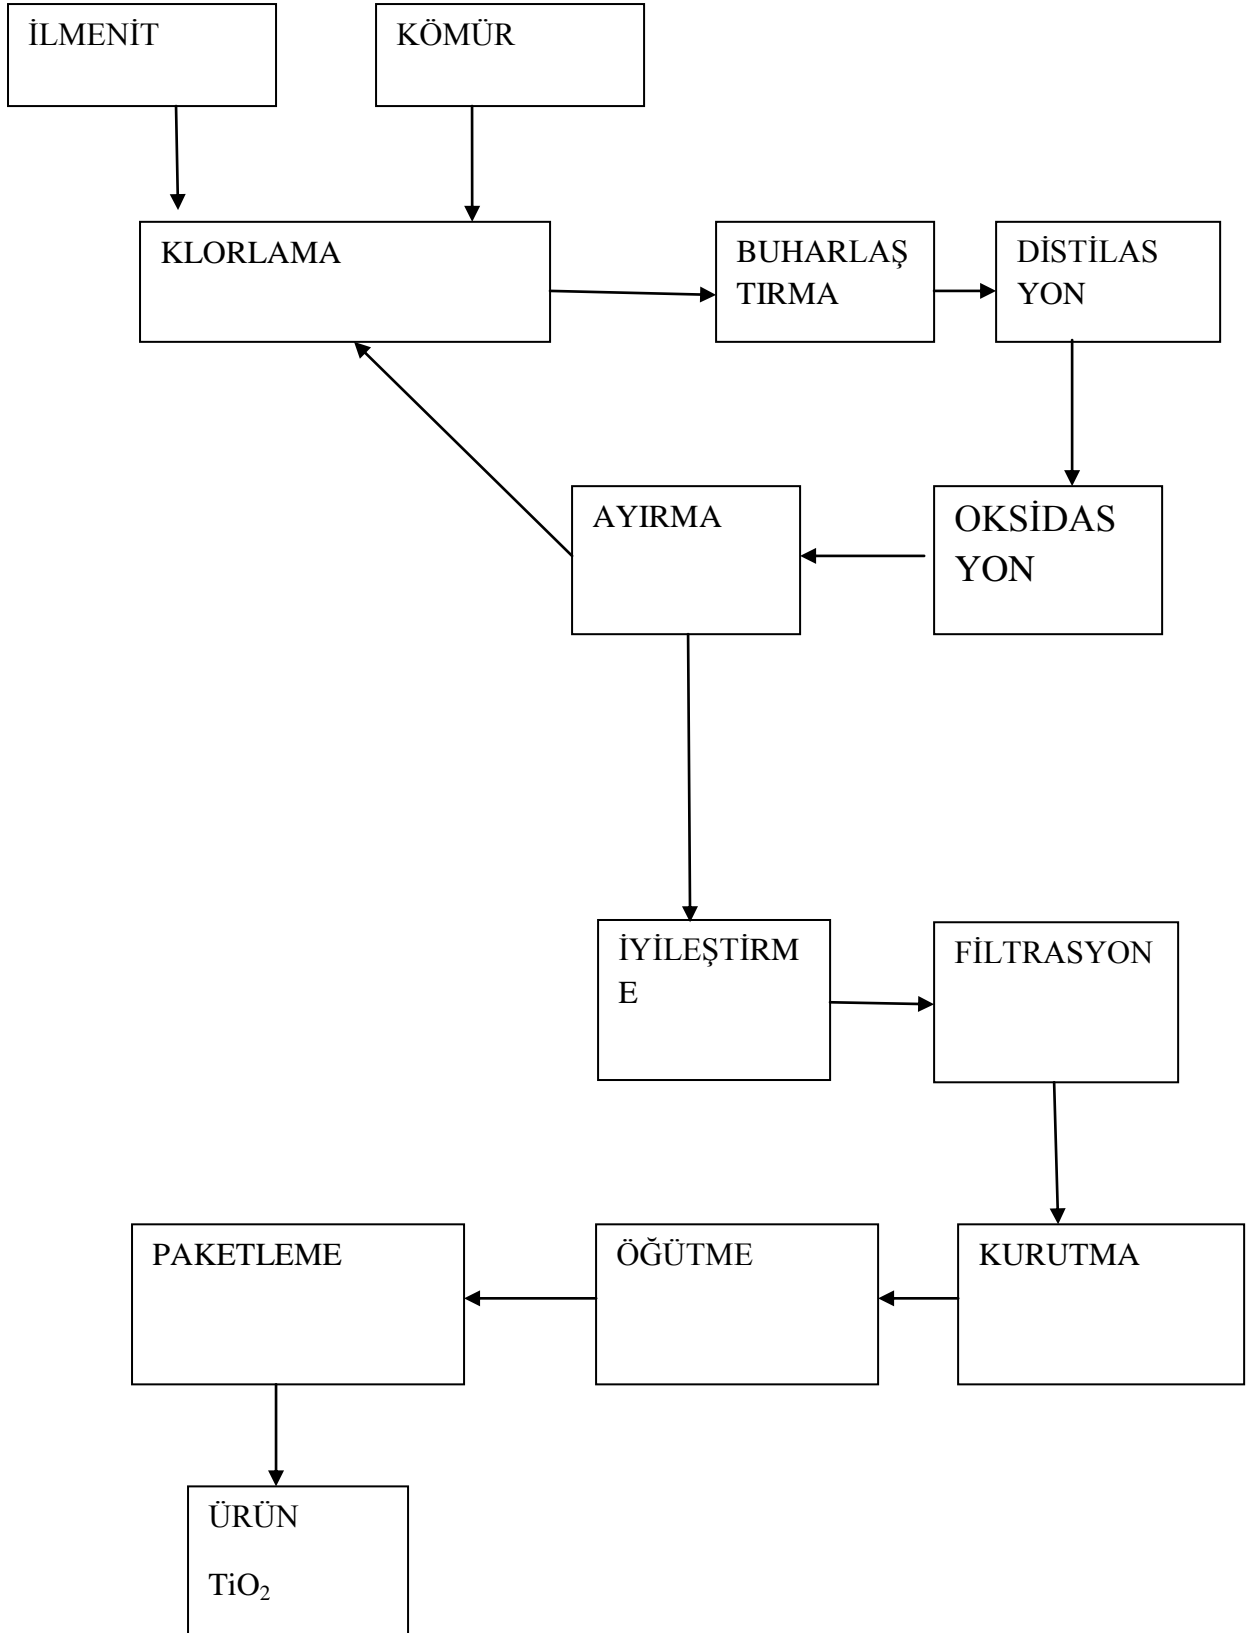 İLMENİT
KÖMÜR
KLORLAMA
BUHARLAŞ
TIRMA
DİSTİLAS
YON
AYIRMA
OKSİDAS
YON
İYİLEŞTİRM
E
FİLTRASYON
PAKETLEME
ÖĞÜTME
KURUTMA
ÜRÜN
TiO₂